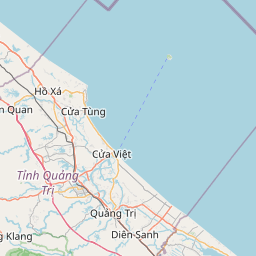 Hồ Xá
n Quan
Cửa Tùng
Cửa Việt
Tỉnh Quảng
Trị
Quảng Trị
Diên Sanh
g Klang